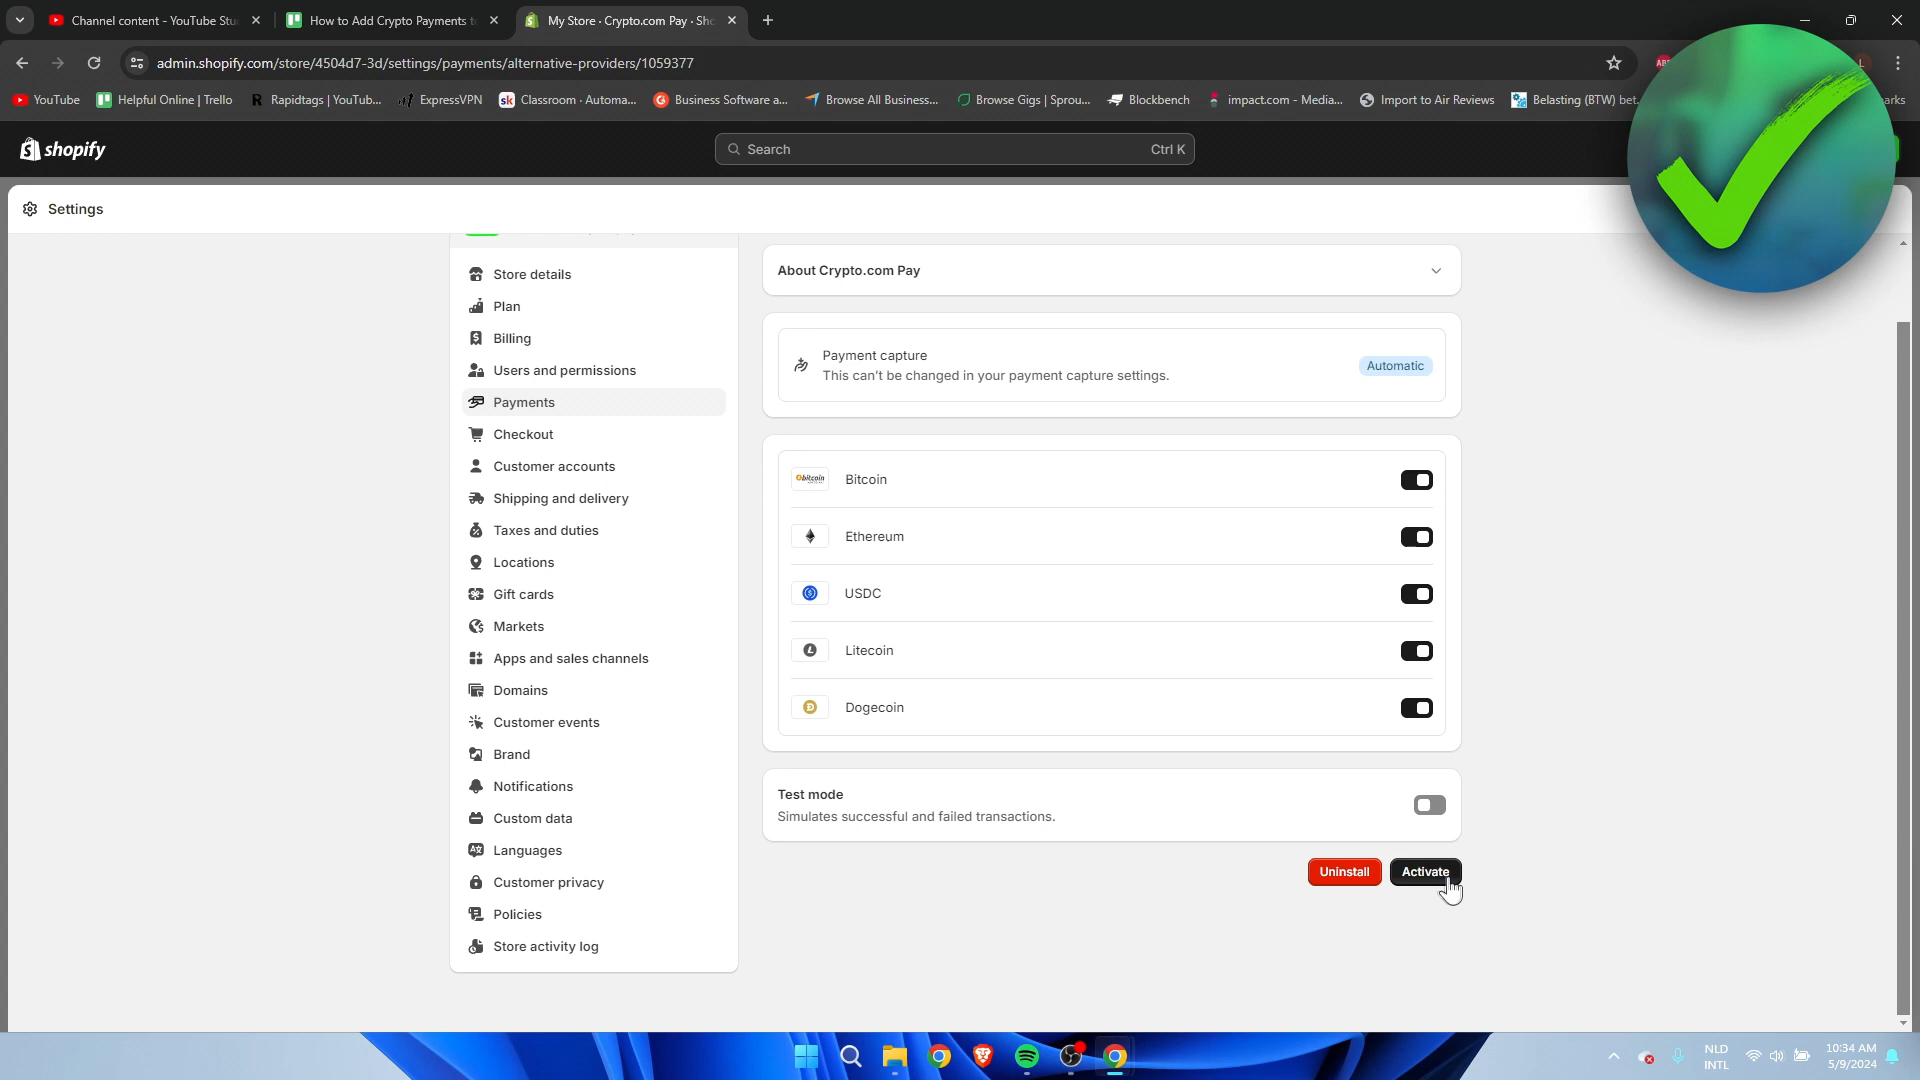 Channel content - YouTube Stu
How to Add Crypto Payments t
My Store · Crypto.com Pay · Sh
admin.shopify.com/store/4504d7-3d/settings/payments/alternative-providers/1059377
YouTube
Helpful Online | Trello
Rapidtags | YouTub...
ExpressVPN
Classroom - Automa...
Business Software a...
Browse All Business...
Browse Gigs | Sprou...
Blockbench
impact.com - Media...
Import to Air Reviews
Belasting (BTW) bet.
arks
shopify
Search
Ctrl K
Settings
Store details
Plan
Billing
Users and permissions
Payments
Checkout
Customer accounts
Shipping and delivery
Taxes and duties
Locations
Gift cards
Markets
Apps and sales channels
Domains
Customer events
Brand
Notifications
Custom data
Languages
Customer privacy
Policies
Store activity log
About Crypto.com Pay
Payment capture
This can't be changed in your payment capture settings.
Automatic
bitcoin
Bitcoin
Ethereum
USDC
Litecoin
Dogecoin
Test mode
Simulates successful and failed transactions.
Uninstall
Activate
NLD
INTL
10:34 AM
5/9/2024